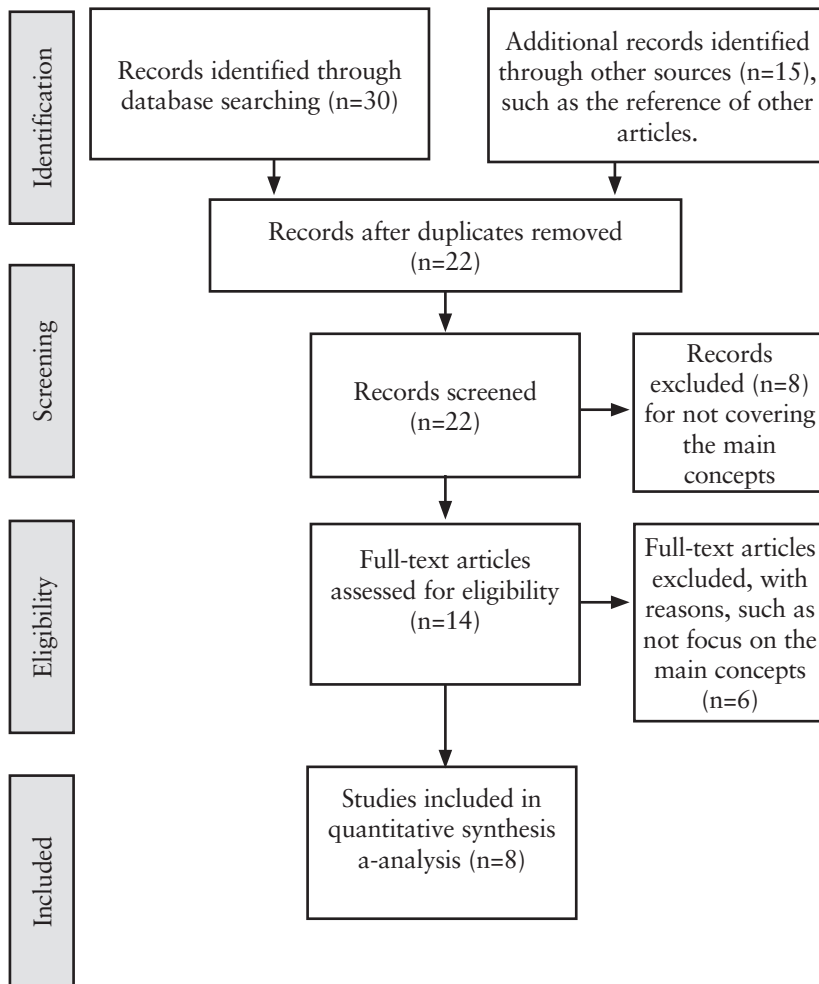 Identification
Records identified through
database searching (n=30)
Additional records identified
through other sources (n=15),
such as the reference of other
articles.
Records after duplicates removed
(n=22)
Screening
Records screened
(n=22)
Records
excluded (n=8)
for not covering
the main
concepts
Eligibility
Full-text articles
assessed for eligibility
(n=14)
Full-text articles
excluded, with
reasons, such as
not focus on the
main concepts
(n=6)
Included
Studies included in
quantitative synthesis
a-analysis (n=8)